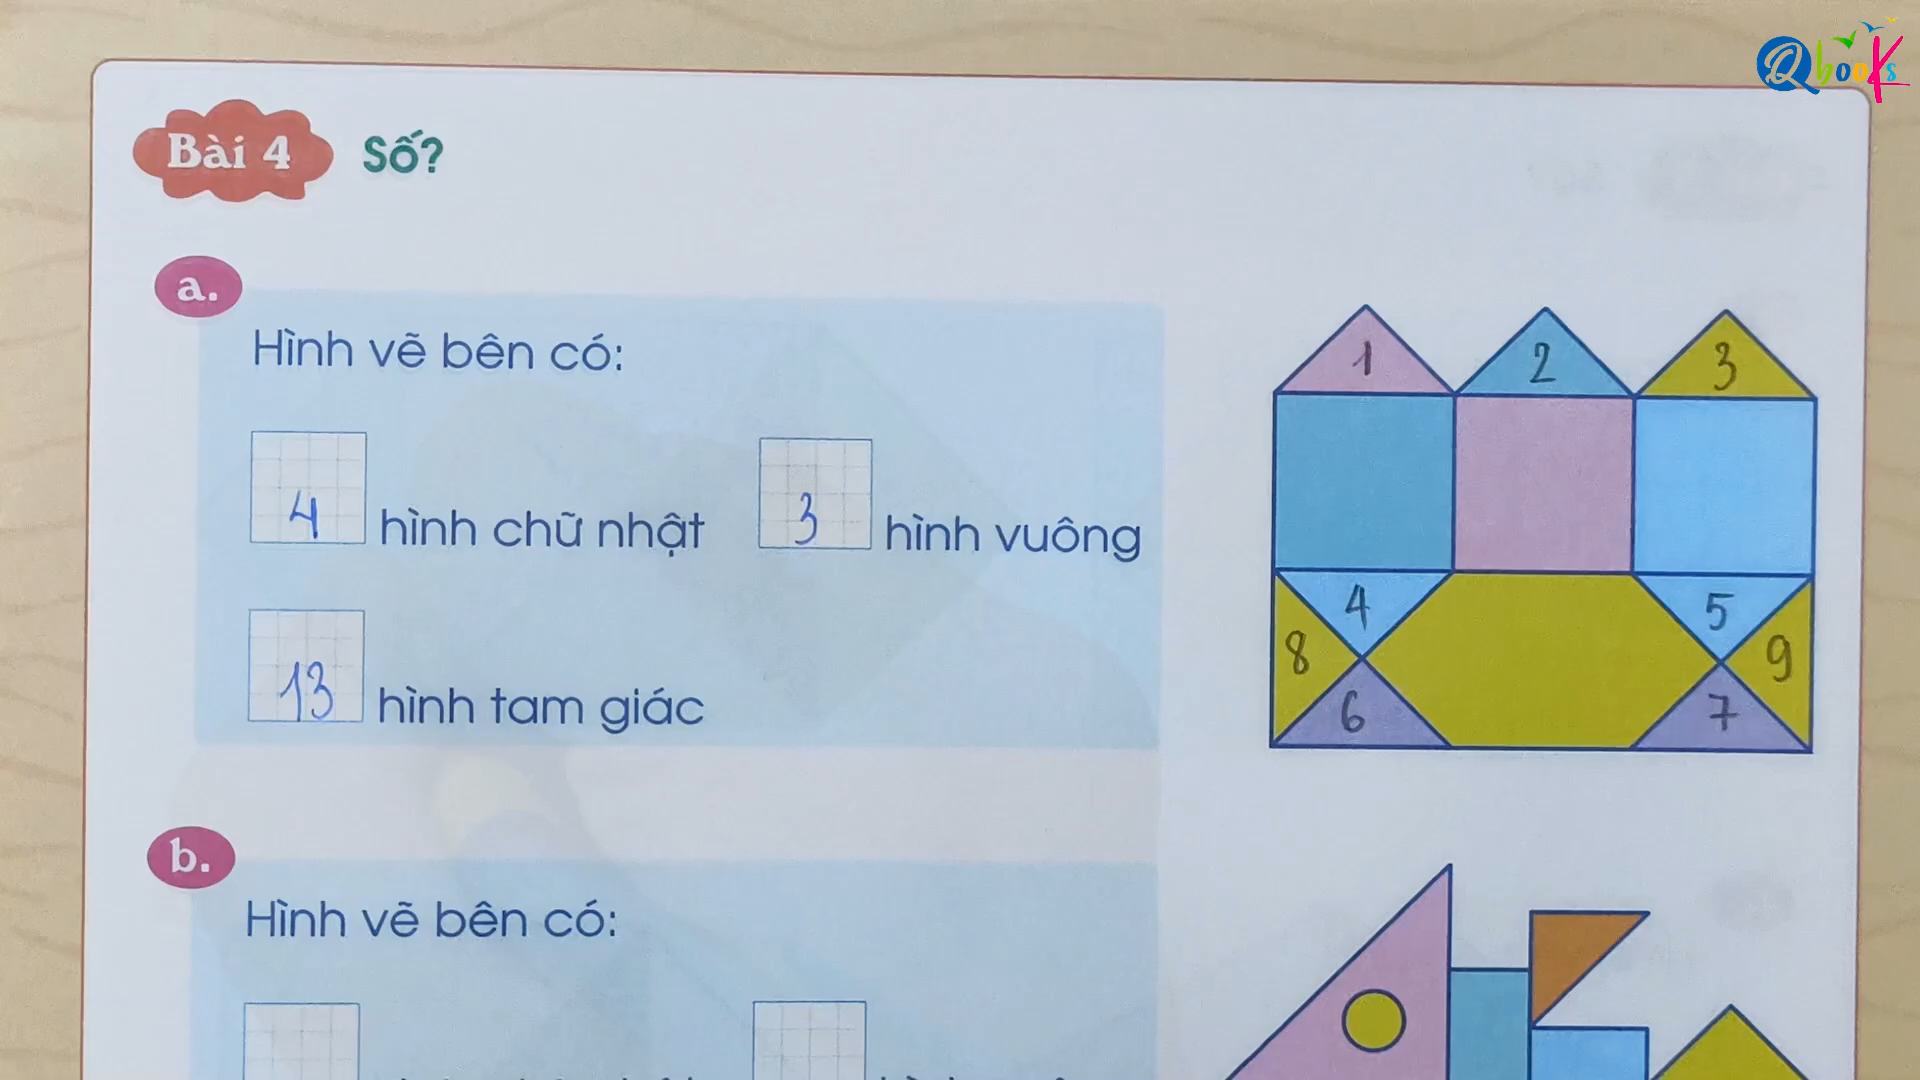 Qbooks
Bài 4 Số?
a.
Hình vẽ bên có:
4 hình chữ nhật 3 hình vuông
13 hình tam giác
1 2 3
4 5
8 9
6 7
b.
Hình vẽ bên có: